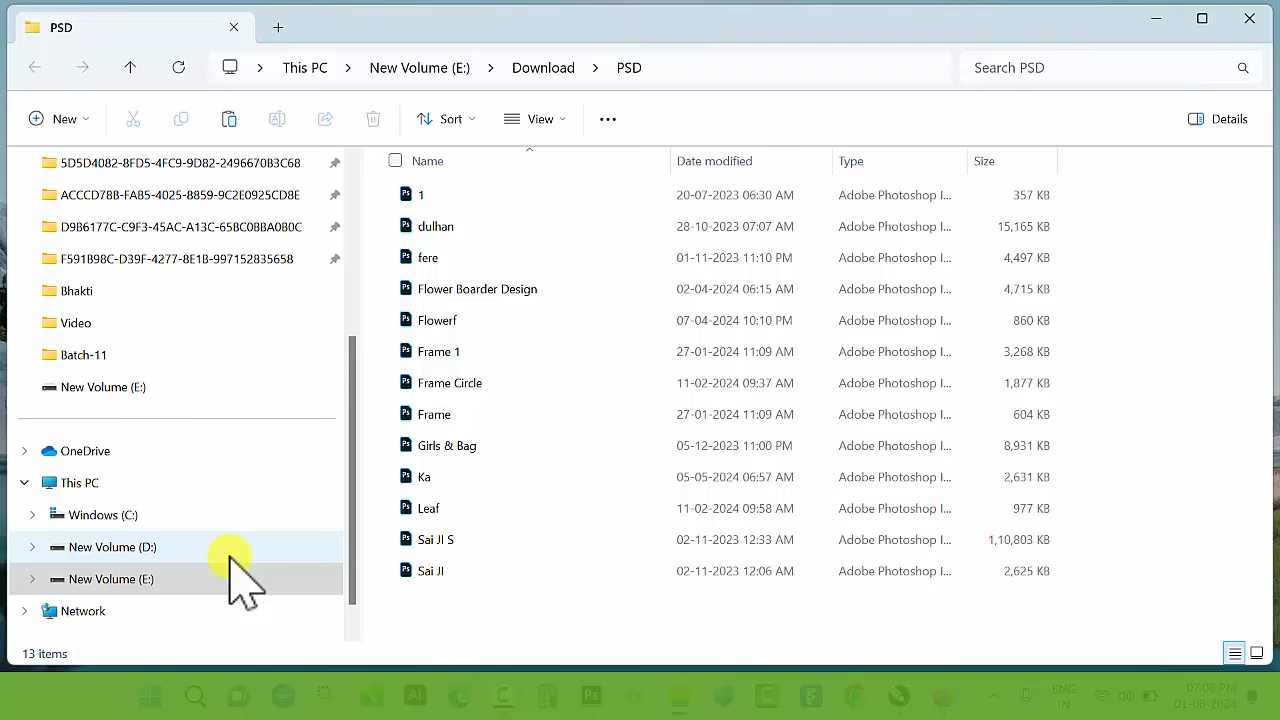 PSD
This PC > New Volume (E:) > Download > PSD
Search PSD
New Sort View ... Details
5D5D4082-8FD5-4FC9-9D82-2496670B3C68
ACCCD78B-FAB5-4025-8859-9C2E0925CD8E
D9B6177C-C9F3-45AC-A13C-65BC0BBA0B0C
F591B98C-D39F-4277-8E1B-997152835658
Bhakti
Video
Batch-11
New Volume (E:)
OneDrive
This PC
Windows (C:)
New Volume (D:)
New Volume (E:)
Network
Name Date modified Type Size
1 20-07-2023 06:30 AM Adobe Photoshop I... 357 KB
dulhan 28-10-2023 07:07 AM Adobe Photoshop I... 15,165 KB
fere 01-11-2023 11:10 PM Adobe Photoshop I... 4,497 KB
Flower Boarder Design 02-04-2024 06:15 AM Adobe Photoshop I... 4,715 KB
Flowerf 07-04-2024 10:10 PM Adobe Photoshop I... 860 KB
Frame 1 27-01-2024 11:09 AM Adobe Photoshop I... 3,268 KB
Frame Circle 11-02-2024 09:37 AM Adobe Photoshop I... 1,877 KB
Frame 27-01-2024 11:09 AM Adobe Photoshop I... 604 KB
Girls & Bag 05-12-2023 11:00 PM Adobe Photoshop I... 8,931 KB
Ka 05-05-2024 06:57 AM Adobe Photoshop I... 2,631 KB
Leaf 11-02-2024 09:58 AM Adobe Photoshop I... 977 KB
Sai JI S 02-11-2023 12:33 AM Adobe Photoshop I... 1,10,803 KB
Sai JI 02-11-2023 12:06 AM Adobe Photoshop I... 2,625 KB
13 items
ENG
IN
07:06 PM
01-08-2024